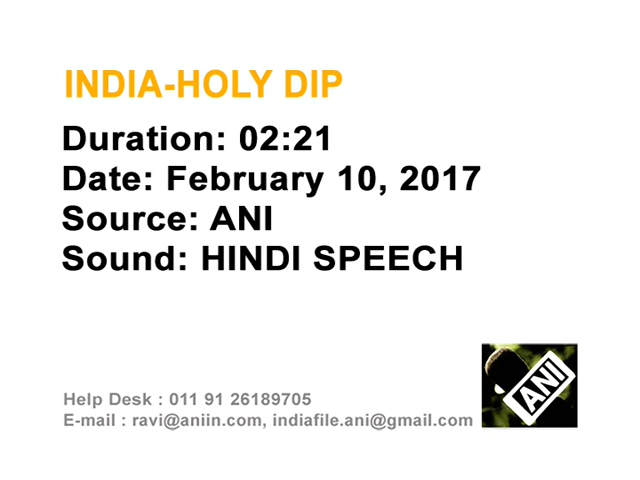 INDIA-HOLY DIP
Duration: 02:21
Date: February 10, 2017
Source: ANI
Sound: HINDI SPEECH
Help Desk : 011 91 26189705
E-mail : ravi@aniin.com, indiafile.ani@gmail.com
ANI